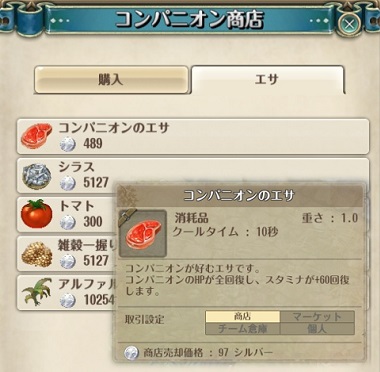 コンパニオン商店
購入
エサ
コンパニオンのエサ
489
シラス
5127
トマト
300
雑穀一握り
5127
アルファル
10254
コンパニオンのエサ
消耗品
重さ : 1.0
クールタイム : 10秒
コンパニオンが好むエサです。
コンパニオンのHPが全回復し、スタミナが+60回復
します。
取引設定
商店
マーケット
チーム倉庫
個人
商店売却価格 : 97 シルバー